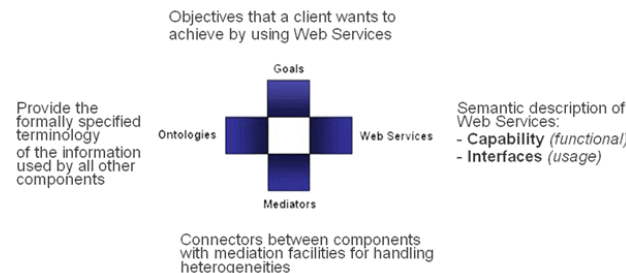 Objectives that a client wants to
achieve by using Web Services
Goals
Provide the
formally specified
terminology
of the information
used by all other
components
Ontologies
Web Services
Semantic description of
Web Services:
- Capability (functional)
- Interfaces (usage)
Mediators
Connectors between components
with mediation facilities for handling
heterogeneities